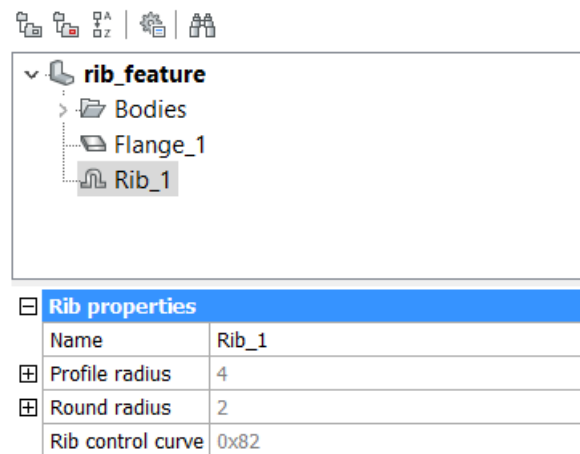 rib_feature
Bodies
Flange_1
Rib_1
Rib properties
Name Rib_1
Profile radius 4
Round radius 2
Rib control curve 0x82